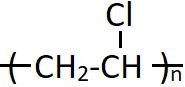 Cl
( CH₂-CH )n